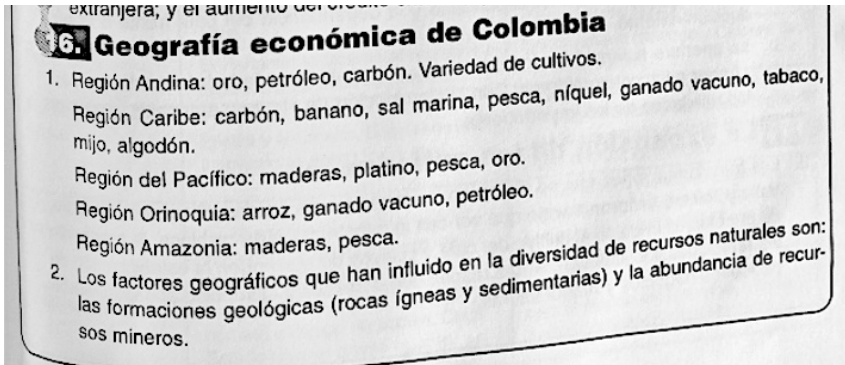 extranjera; y el aumento del
16. Geografía económica de Colombia
1. Región Andina: oro, petróleo, carbón. Variedad de cultivos.
Región Caribe: carbón, banano, sal marina, pesca, níquel, ganado vacuno, tabaco,
mijo, algodón.
Región del Pacífico: maderas, platino, pesca, oro.
Región Orinoquia: arroz, ganado vacuno, petróleo.
Región Amazonia: maderas, pesca.
2. Los factores geográficos que han influido en la diversidad de recursos naturales son:
las formaciones geológicas (rocas ígneas y sedimentarias) y la abundancia de recur-
sos mineros.